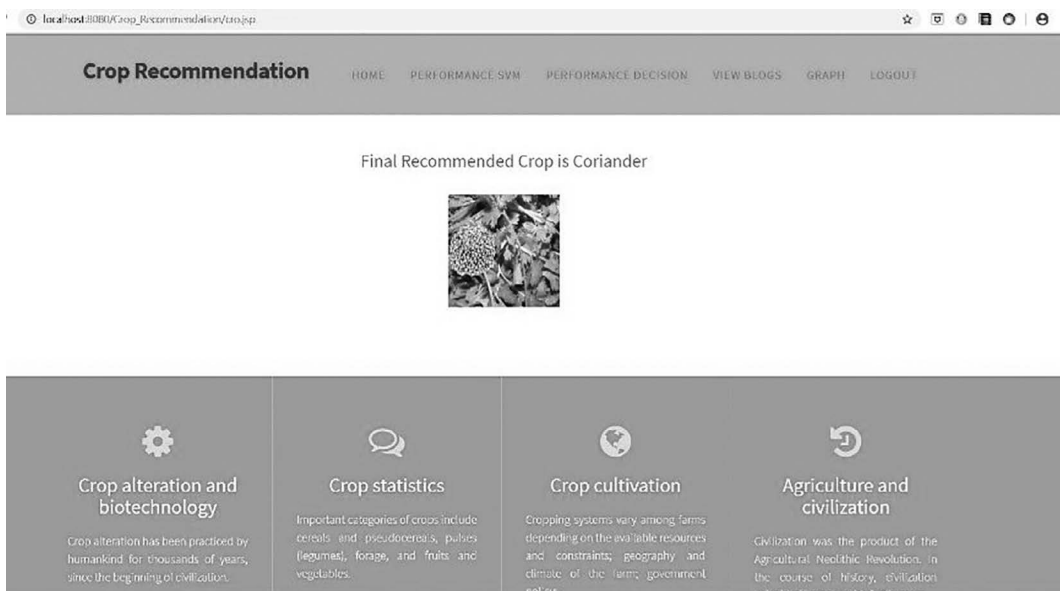 localhost:8080/Crop_Recommendation/cro.jsp
Crop Recommendation
HOME PERFORMANCE SVM PERFORMANCE DECISION VIEW BLOGS GRAPH LOGOUT
Final Recommended Crop is Coriander
Crop alteration and
biotechnology
Crop alteration has been practiced by
humankind for thousands of years,
since the beginning of civilization.
Crop statistics
Important categories of crops include
cereals and pseudocereals, pulses
(legumes), forage, and fruits and
vegetables.
Crop cultivation
Cropping systems vary among farms
depending on the available resources
and constraints; geography and
climate of the farm; government
Agriculture and
civilization
Civilization was the product of the
Agricultural Neolithic Revolution. In
the course of history, civilization